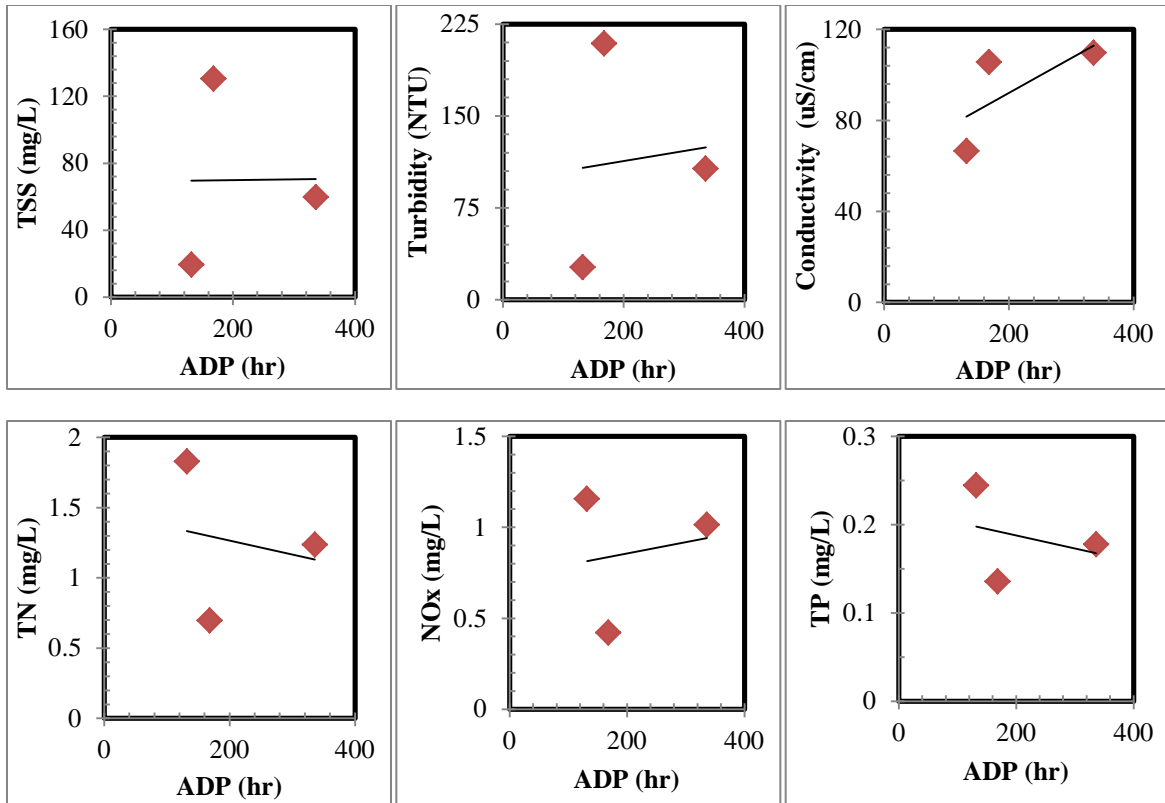 TSS (mg/L)
160
120
80
40
0
0 200 400
ADP (hr)
Turbidity (NTU)
225
150
75
0
0 200 400
ADP (hr)
Conductivity (uS/cm)
120
80
40
0
0 200 400
ADP (hr)
TN (mg/L)
2
1.5
1
0.5
0
0 200 400
ADP (hr)
NOx (mg/L)
1.5
1
0.5
0
0 200 400
ADP (hr)
TP (mg/L)
0.3
0.2
0.1
0
0 200 400
ADP (hr)